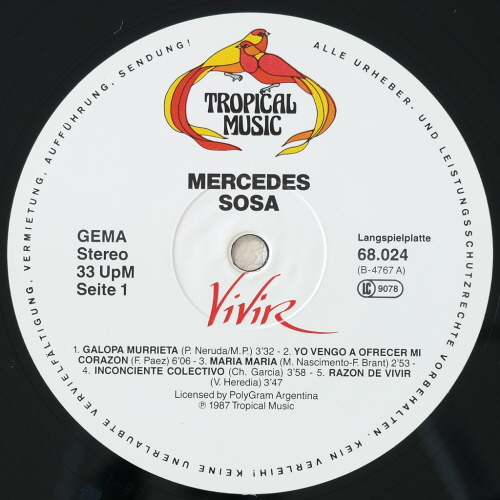 ALLE URHEBER- UND LEISTUNGSSCHUTZRECHTE VORBEHALTEN. KEIN VERLEIH! KEINE UNERLAUBTE VERVIELFÄLTIGUNG, VERMIETUNG, AUFFÜHRUNG, SENDUNG!
TROPICAL
MUSIC
MERCEDES
SOSA
GEMA
Stereo
33 UpM
Seite 1
Langspielplatte
68.024
(B-4767 A)
LC 9078
Vivir
1. GALOPA MURRIETA (P. Neruda/M.P.) 3'32 - 2. YO VENGO A OFRECER MI
CORAZON (F. Paez) 6'06 - 3. MARIA MARIA (M. Nascimento-F. Brant) 2'53 -
4. INCONCIENTE COLECTIVO (Ch. Garcia) 3'58 - 5. RAZON DE VIVIR
(V. Heredia) 3'47
Licensed by PolyGram Argentina
℗ 1987 Tropical Music